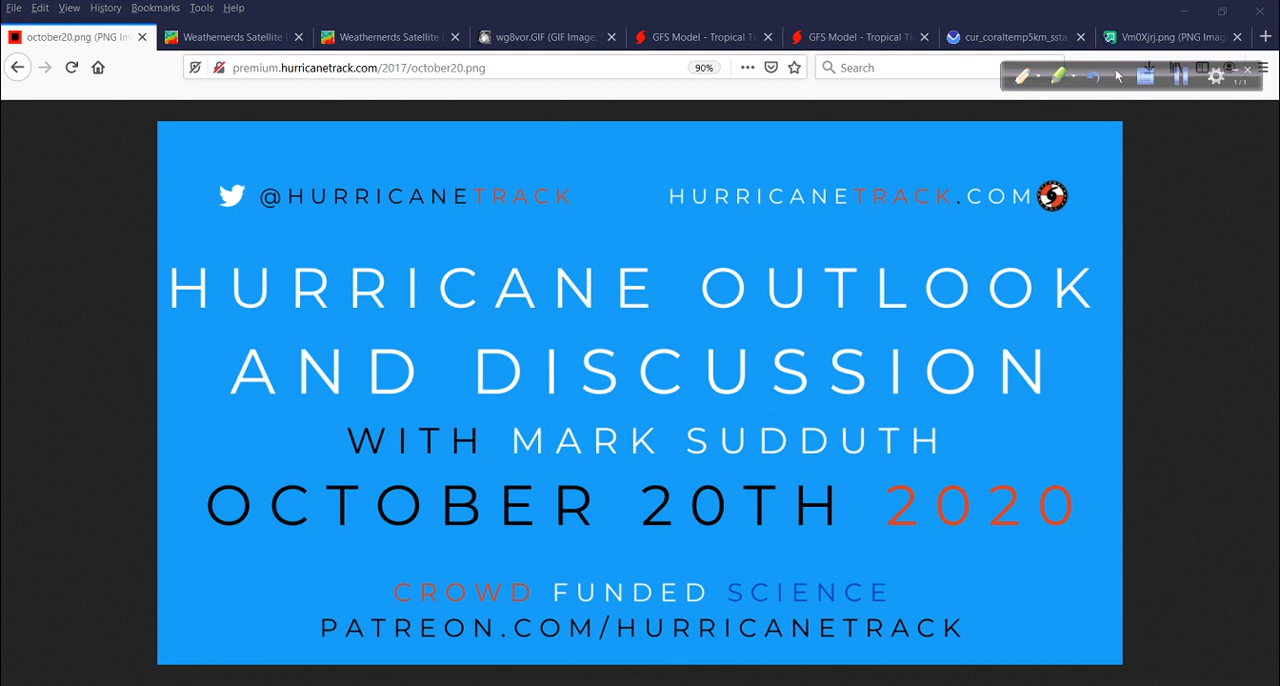 File Edit View History Bookmarks Tools Help
october20.png (PNG Im Weathernerds Satellite Weathernerds Satellite wg8vor.GIF (GIF Image, GFS Model - Tropical Ti GFS Model - Tropical Ti cur_coraltemp5km_ssta_ Vm0Xjrj.png (PNG Imag
premium.hurricanetrack.com/2017/october20.png 90% Search
1/1
@HURRICANETRACK HURRICANETRACK.COM
HURRICANE OUTLOOK
AND DISCUSSION
WITH MARK SUDDUTH
OCTOBER 20TH 2020
CROWD FUNDED SCIENCE
PATREON.COM/HURRICANETRACK